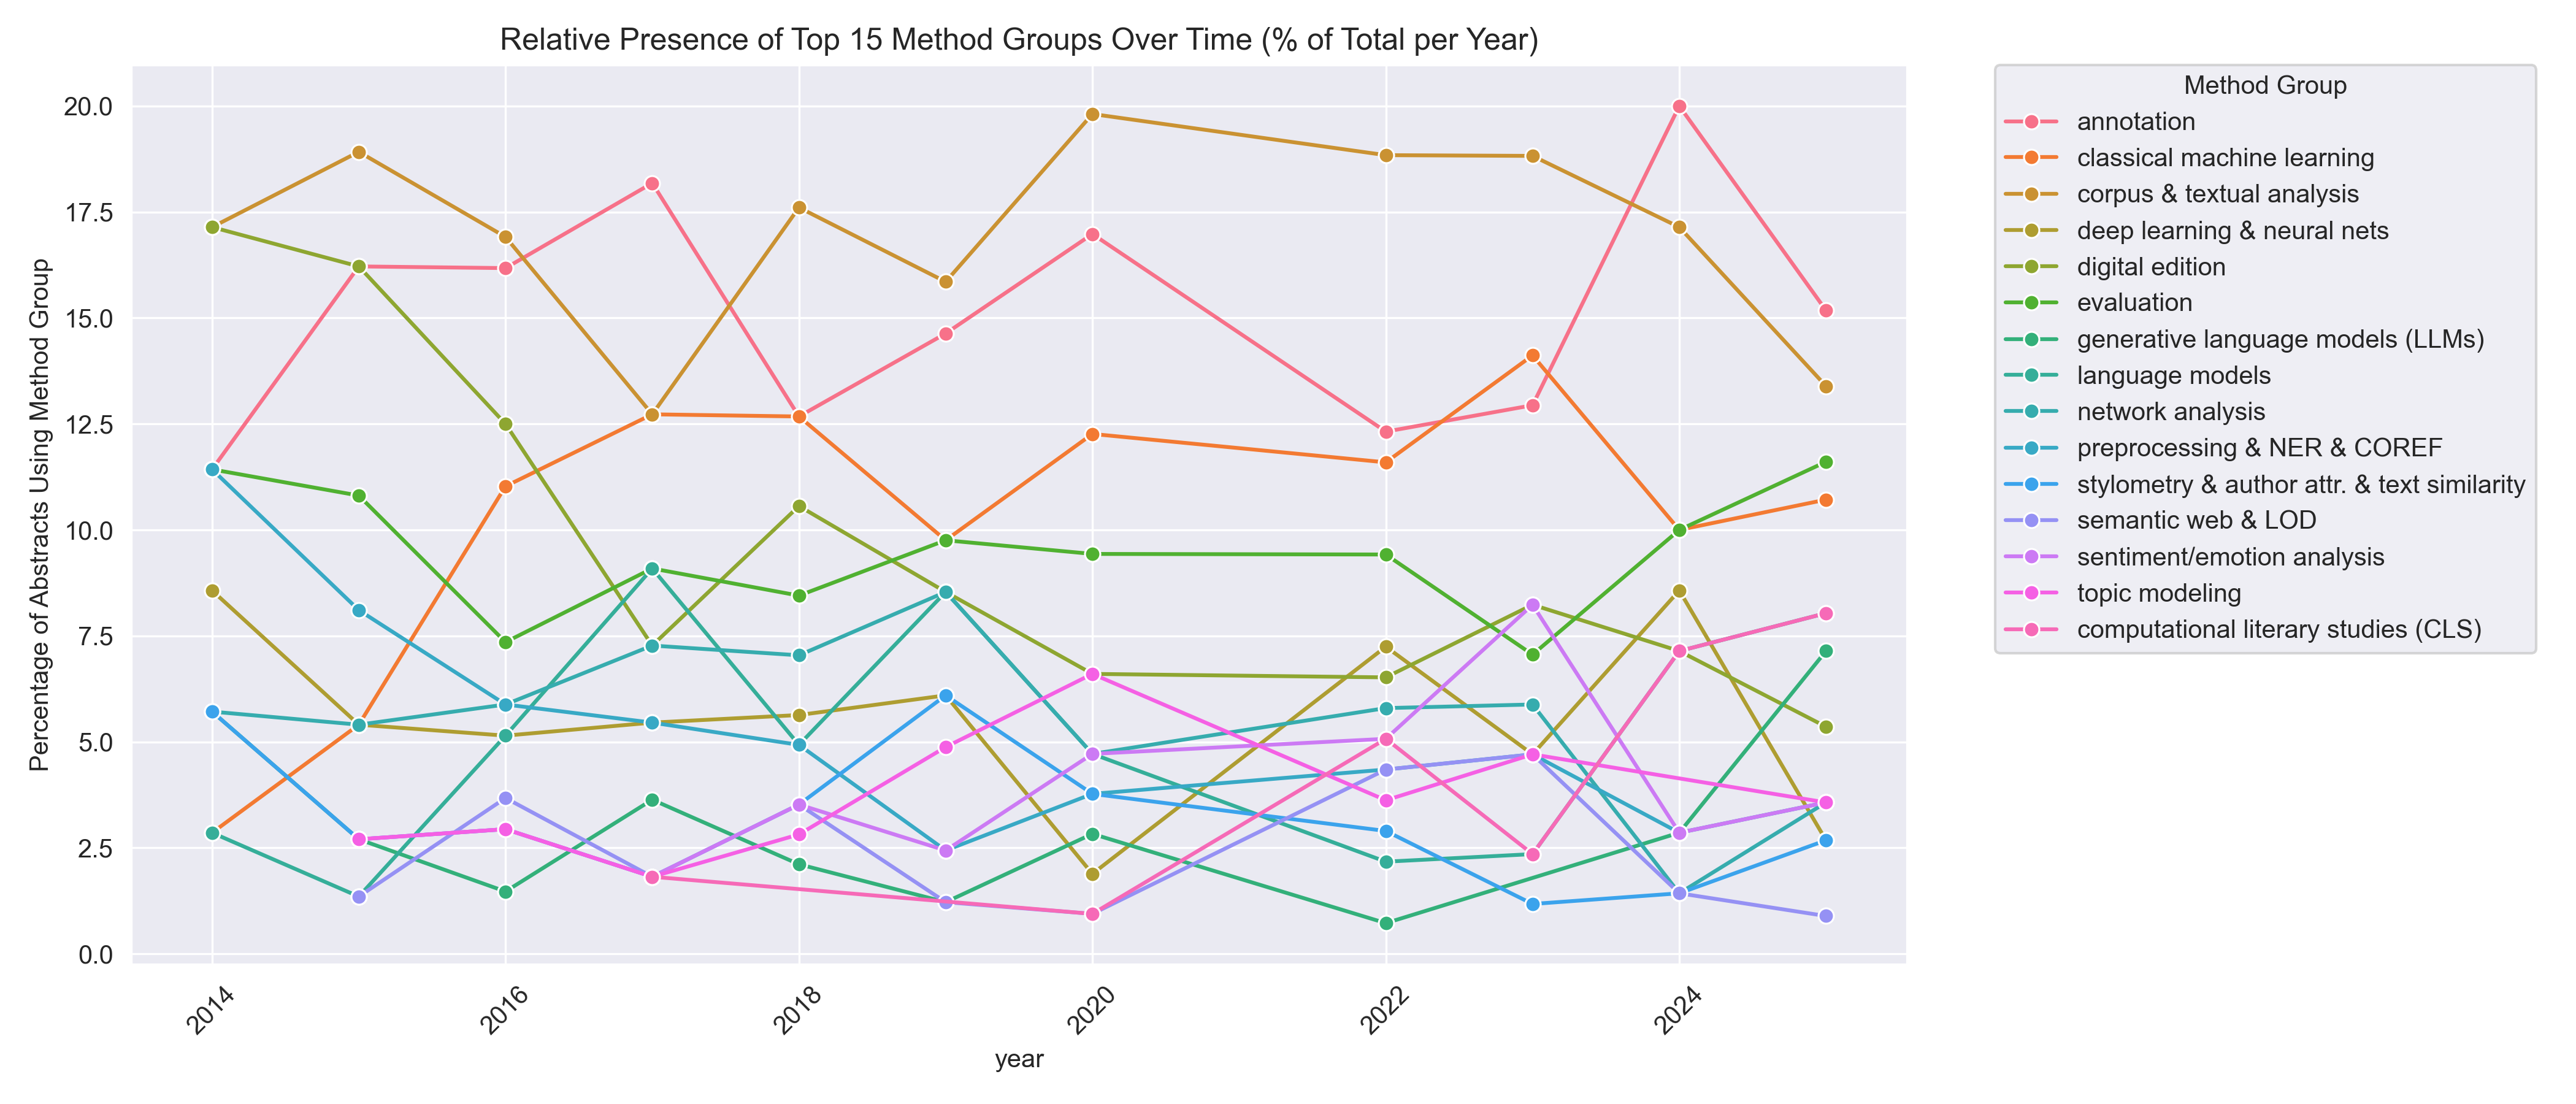 Relative Presence of Top 15 Method Groups Over Time (% of Total per Year)
Percentage of Abstracts Using Method Group
20.0
17.5
15.0
12.5
10.0
7.5
5.0
2.5
0.0
2014
2016
2018
2020
2022
2024
year
Method Group
annotation
classical machine learning
corpus & textual analysis
deep learning & neural nets
digital edition
evaluation
generative language models (LLMs)
language models
network analysis
preprocessing & NER & COREF
stylometry & author attr. & text similarity
semantic web & LOD
sentiment/emotion analysis
topic modeling
computational literary studies (CLS)